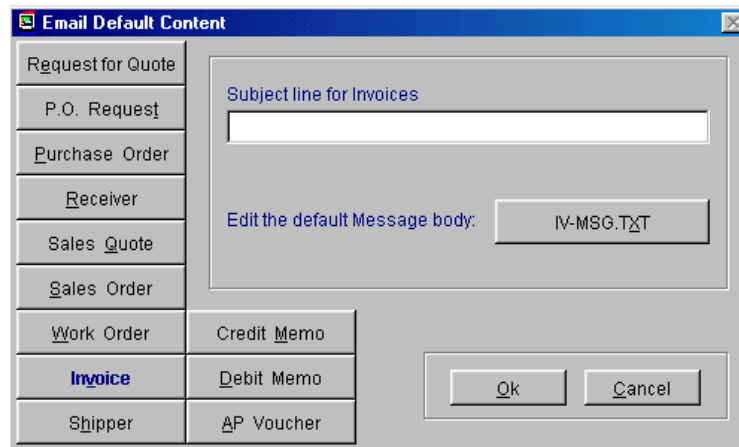 Email Default Content
Request for Quote
P.O. Request
Purchase Order
Receiver
Sales Quote
Sales Order
Work Order
Invoice
Shipper
Credit Memo
Debit Memo
AP Voucher
Subject line for Invoices
Edit the default Message body:
IV-MSG.TXT
Ok
Cancel